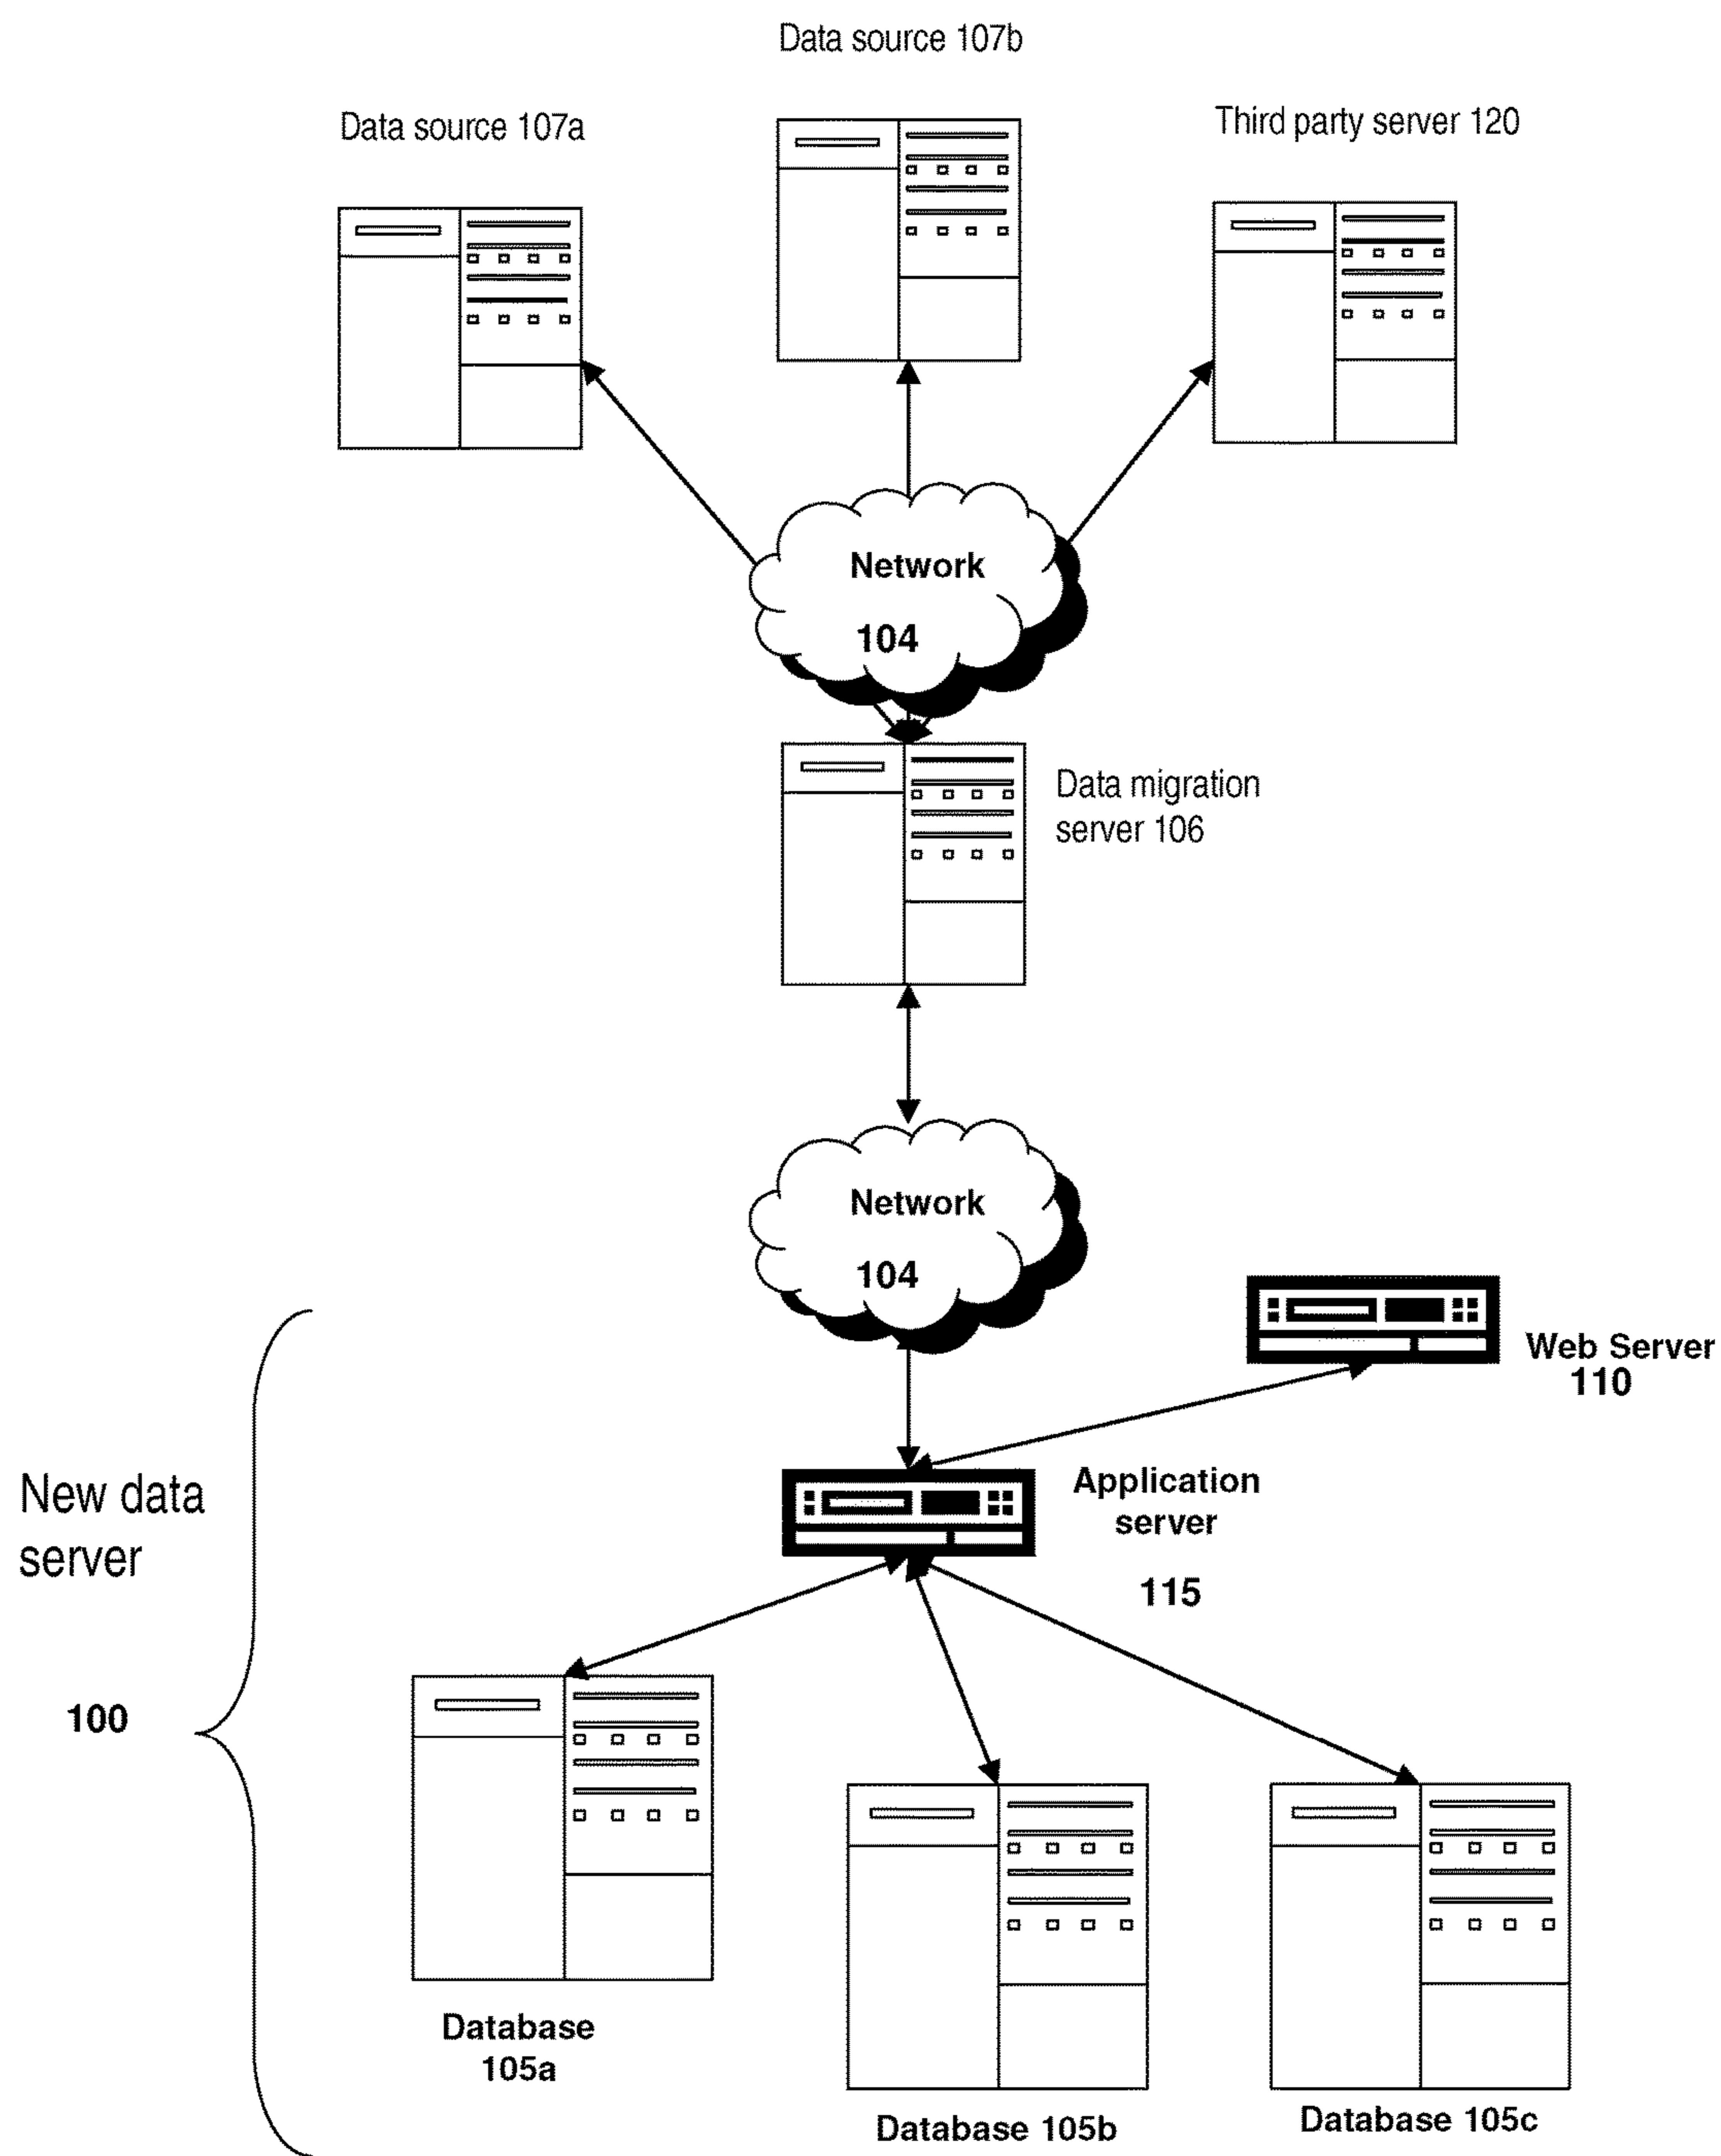 Data source 107b
Data source 107a
Third party server 120
Network
104
Data migration
server 106
Network
104
Web Server
110
New data
server
100
Application
server
115
Database
105a
Database 105b
Database 105c